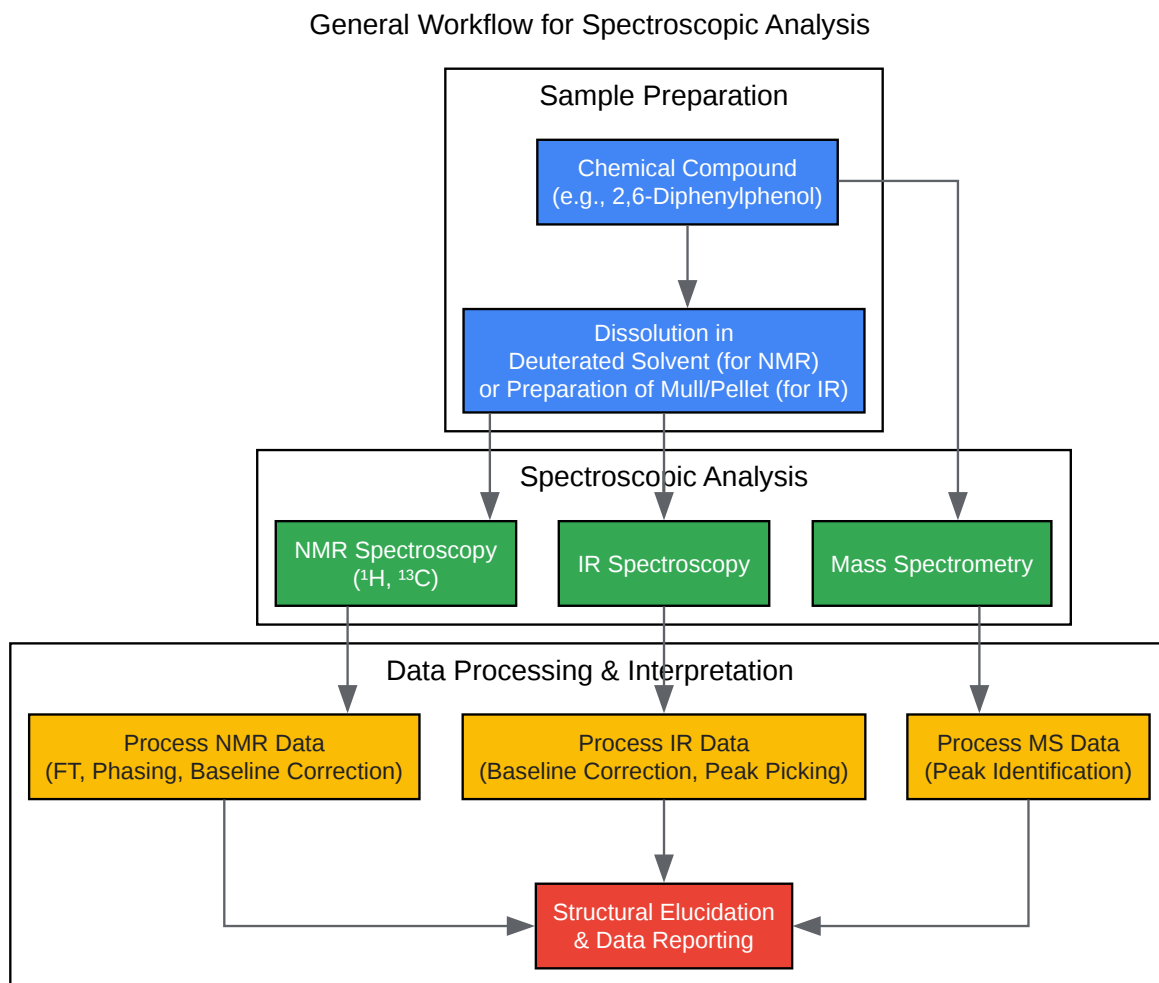 General Workflow for Spectroscopic Analysis
Sample Preparation
Chemical Compound
(e.g., 2,6-Diphenylphenol)
Dissolution in
Deuterated Solvent (for NMR)
or Preparation of Mull/Pellet (for IR)
Spectroscopic Analysis
NMR Spectroscopy
(¹H, ¹³C)
IR Spectroscopy
Mass Spectrometry
Data Processing & Interpretation
Process NMR Data
(FT, Phasing, Baseline Correction)
Process IR Data
(Baseline Correction, Peak Picking)
Process MS Data
(Peak Identification)
Structural Elucidation
& Data Reporting